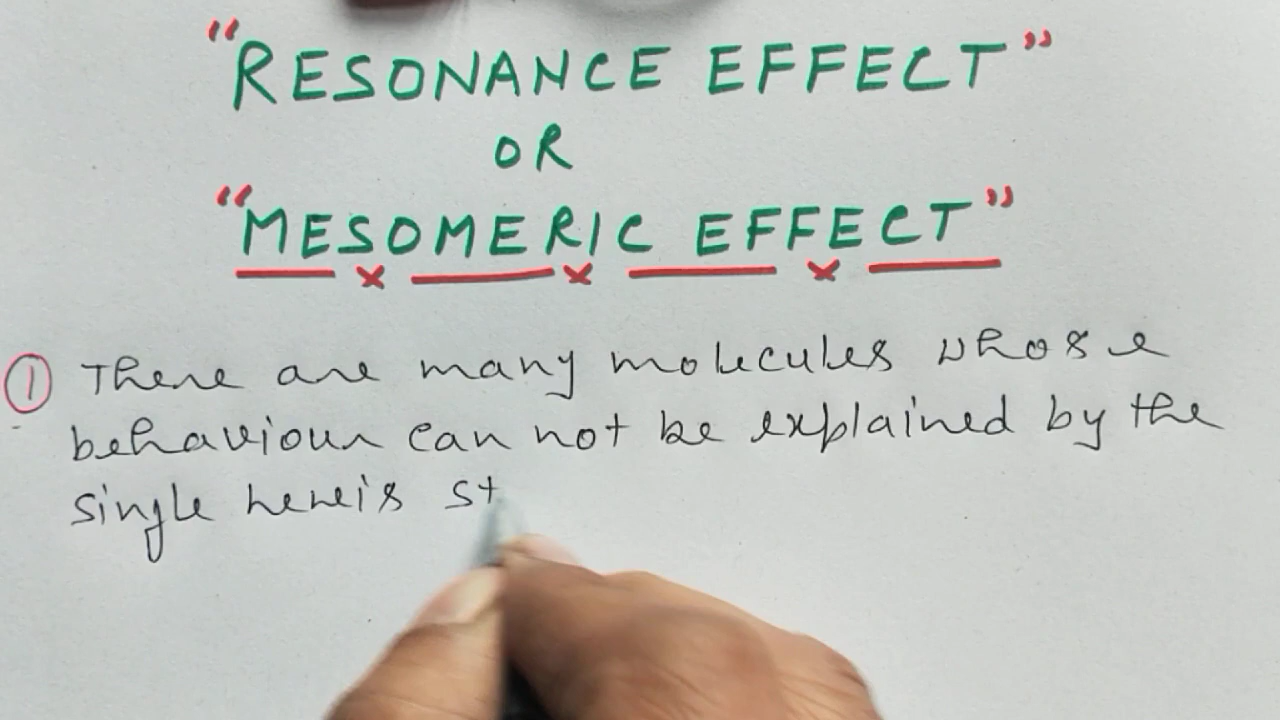 "RESONANCE EFFECT"
OR
"MESOMERIC EFFECT"
① There are many molecules whose
behaviour can not be explained by the
single lewis st